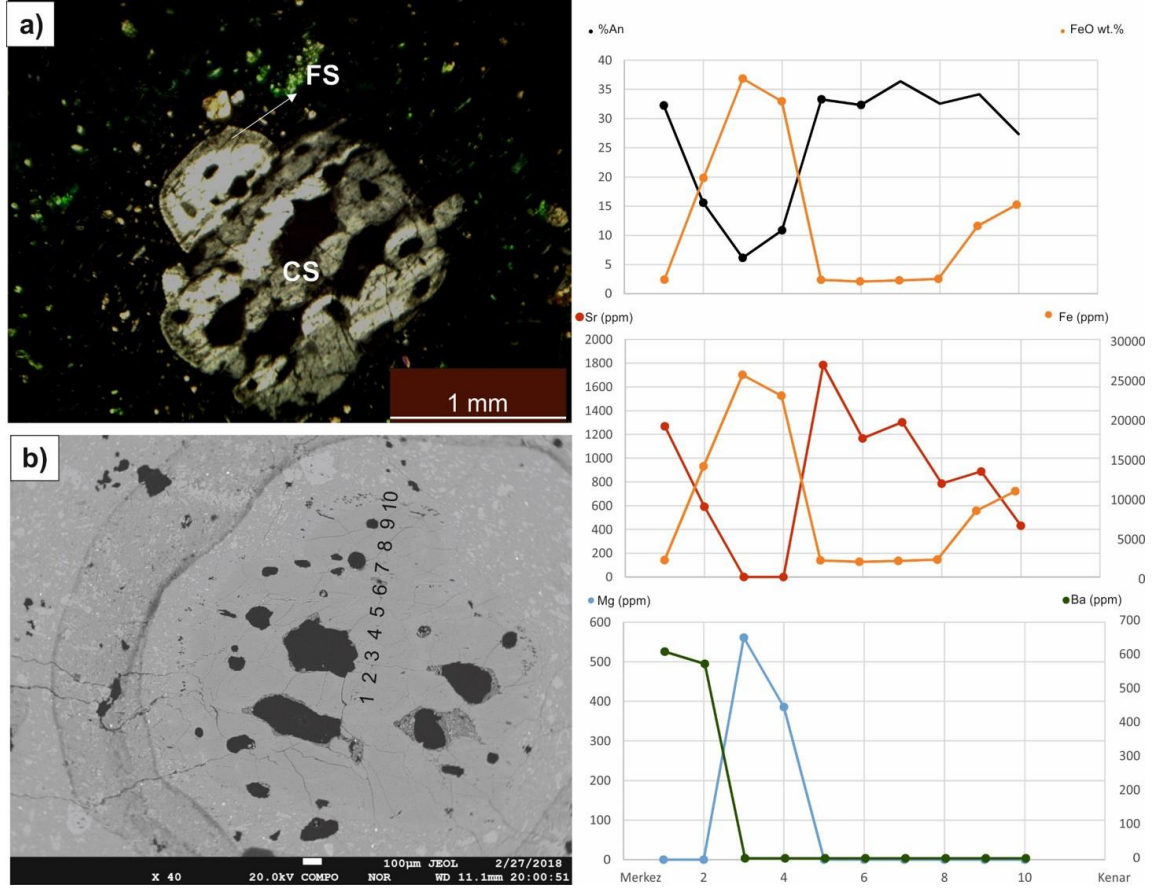 a)
FS
CS
1 mm
b)
1 2 3 4 5 6 7 8 9 10
100µm JEOL 2/27/2018
X 40 20.0kV COMPO NOR WD 11.1mm 20:00:51
%An
FeO wt.%
40
35
30
25
20
15
10
5
0
Sr (ppm)
Fe (ppm)
2000
1800
1600
1400
1200
1000
800
600
400
200
0
30000
25000
20000
15000
10000
5000
0
Mg (ppm)
Ba (ppm)
600
500
400
300
200
100
0
700
600
500
400
300
200
100
0
Merkez 2 4 6 8 10 Kenar